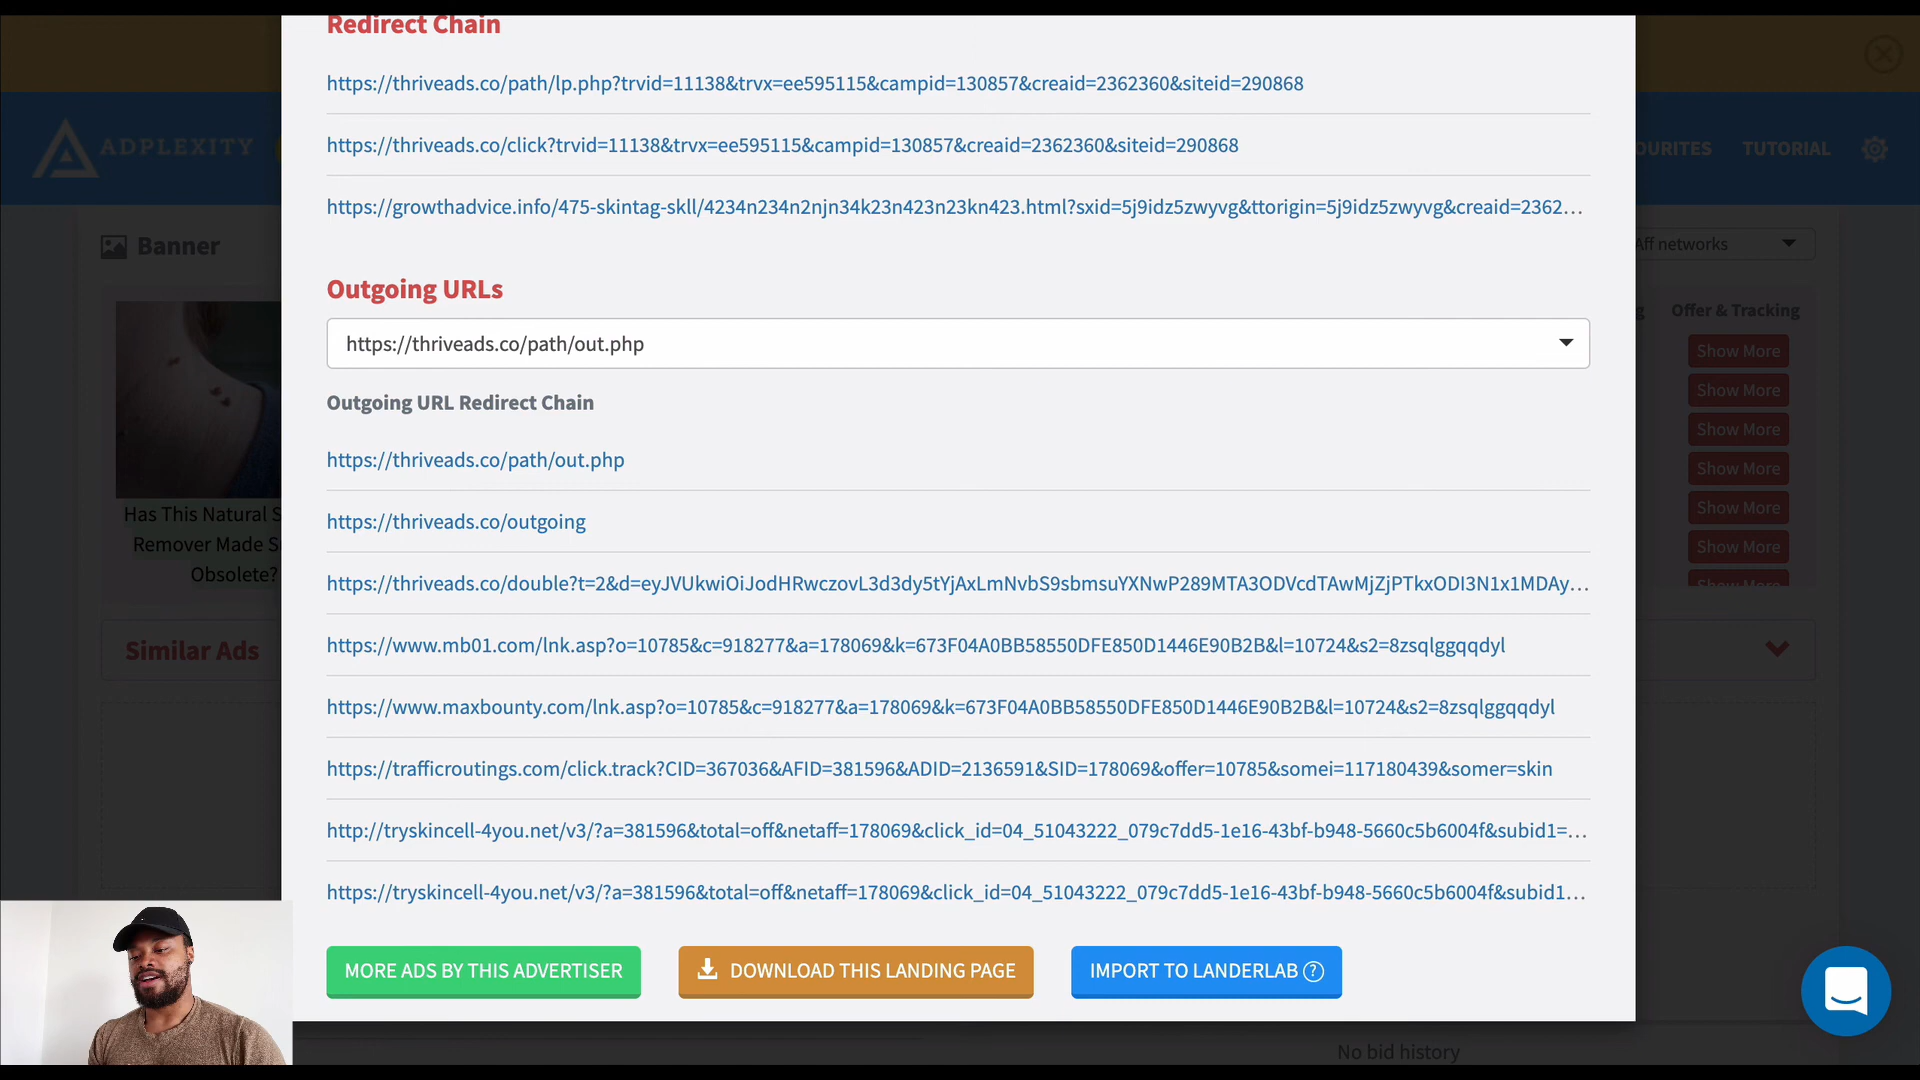 Redirect Chain
https://thriveads.co/path/lp.php?trvid=11138&trvx=ee595115&campid=130857&creaid=2362360&siteid=290868
https://thriveads.co/click?trvid=11138&trvx=ee595115&campid=130857&creaid=2362360&siteid=290868
ADPLEXITY
OURITES
TUTORIAL
https://growthadvice.info/475-skintag-skll/4234n234n2njn34k23n423n23kn423.html?sxid=5j9idz5zwyvg&ttorigin=5j9idz5zwyvg&creaid=2362...
Banner
Aff networks
Outgoing URLs
Offer & Tracking
https://thriveads.co/path/out.php
Show More
Show More
Outgoing URL Redirect Chain
Show More
https://thriveads.co/path/out.php
Show More
Has This Natural S
Remover Made S
Obsolete?
Show More
https://thriveads.co/outgoing
Show More
Show More
https://thriveads.co/double?t=2&d=eyJVUkwiOiJodHRwczovL3d3dy5tYjAxLmNvbS9sbmsuYXNwP289MTA3ODVcdTAwMjZjPTkxODI3N1x1MDAy...
Similar Ads
https://www.mb01.com/lnk.asp?o=10785&c=918277&a=178069&k=673F04A0BB58550DFE850D1446E90B2B&l=10724&s2=8zsqlggqqdyl
https://www.maxbounty.com/lnk.asp?o=10785&c=918277&a=178069&k=673F04A0BB58550DFE850D1446E90B2B&l=10724&s2=8zsqlggqqdyl
https://trafficroutings.com/click.track?CID=367036&AFID=381596&ADID=2136591&SID=178069&offer=10785&somei=117180439&somer=skin
http://tryskincell-4you.net/v3/?a=381596&total=off&netaff=178069&click_id=04_51043222_079c7dd5-1e16-43bf-b948-5660c5b6004f&subid1=...
https://tryskincell-4you.net/v3/?a=381596&total=off&netaff=178069&click_id=04_51043222_079c7dd5-1e16-43bf-b948-5660c5b6004f&subid1...
MORE ADS BY THIS ADVERTISER
DOWNLOAD THIS LANDING PAGE
IMPORT TO LANDERLAB ?
No bid history